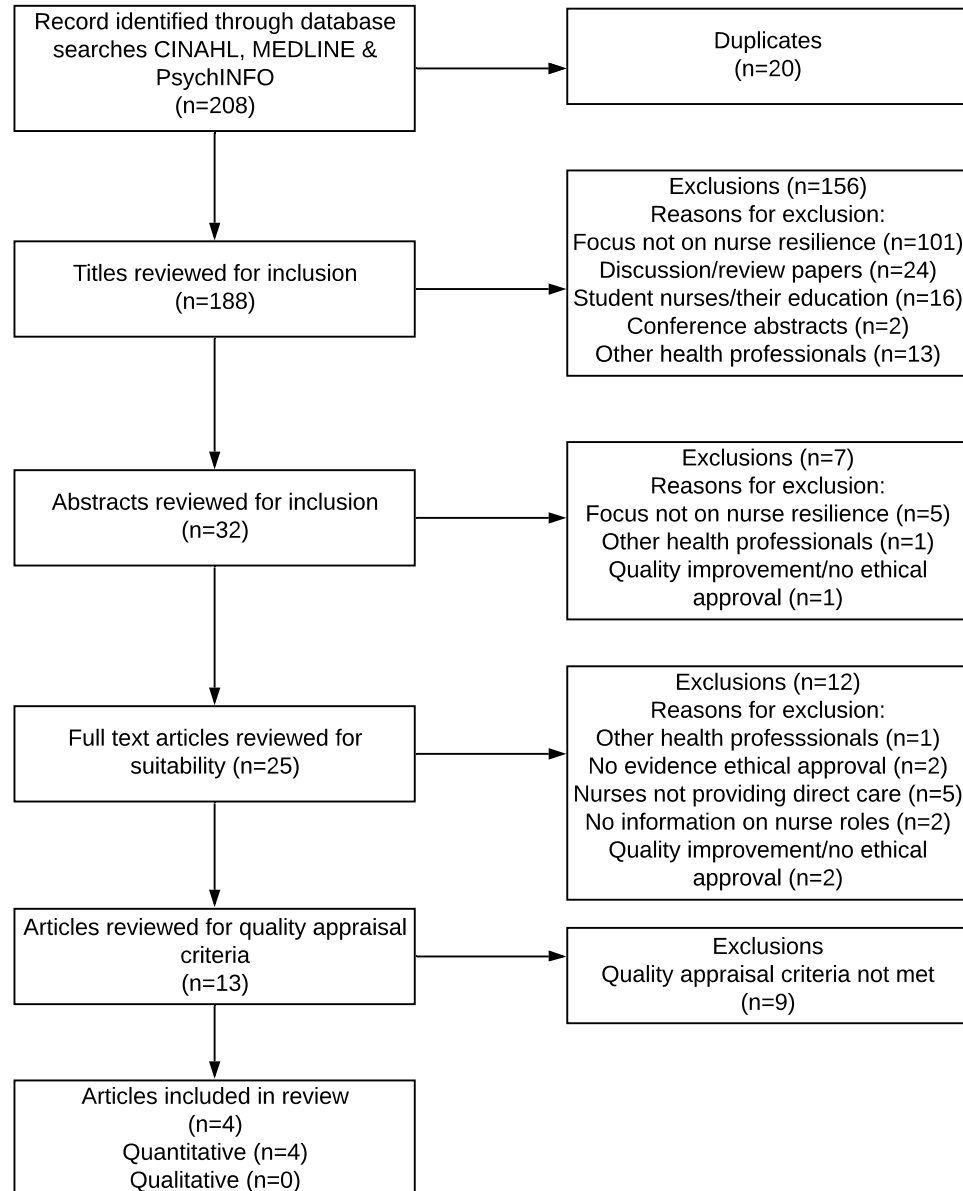 Record identified through database
searches CINAHL, MEDLINE &
PsychINFO
(n=208)
Duplicates
(n=20)
Titles reviewed for inclusion
(n=188)
Exclusions (n=156)
Reasons for exclusion:
Focus not on nurse resilience (n=101)
Discussion/review papers (n=24)
Student nurses/their education (n=16)
Conference abstracts (n=2)
Other health professionals (n=13)
Abstracts reviewed for inclusion
(n=32)
Exclusions (n=7)
Reasons for exclusion:
Focus not on nurse resilience (n=5)
Other health professionals (n=1)
Quality improvement/no ethical
approval (n=1)
Full text articles reviewed for
suitability (n=25)
Exclusions (n=12)
Reasons for exclusion:
Other health professsionals (n=1)
No evidence ethical approval (n=2)
Nurses not providing direct care (n=5)
No information on nurse roles (n=2)
Quality improvement/no ethical
approval (n=2)
Articles reviewed for quality appraisal
criteria
(n=13)
Exclusions
Quality appraisal criteria not met
(n=9)
Articles included in review
(n=4)
Quantitative (n=4)
Qualitative (n=0)